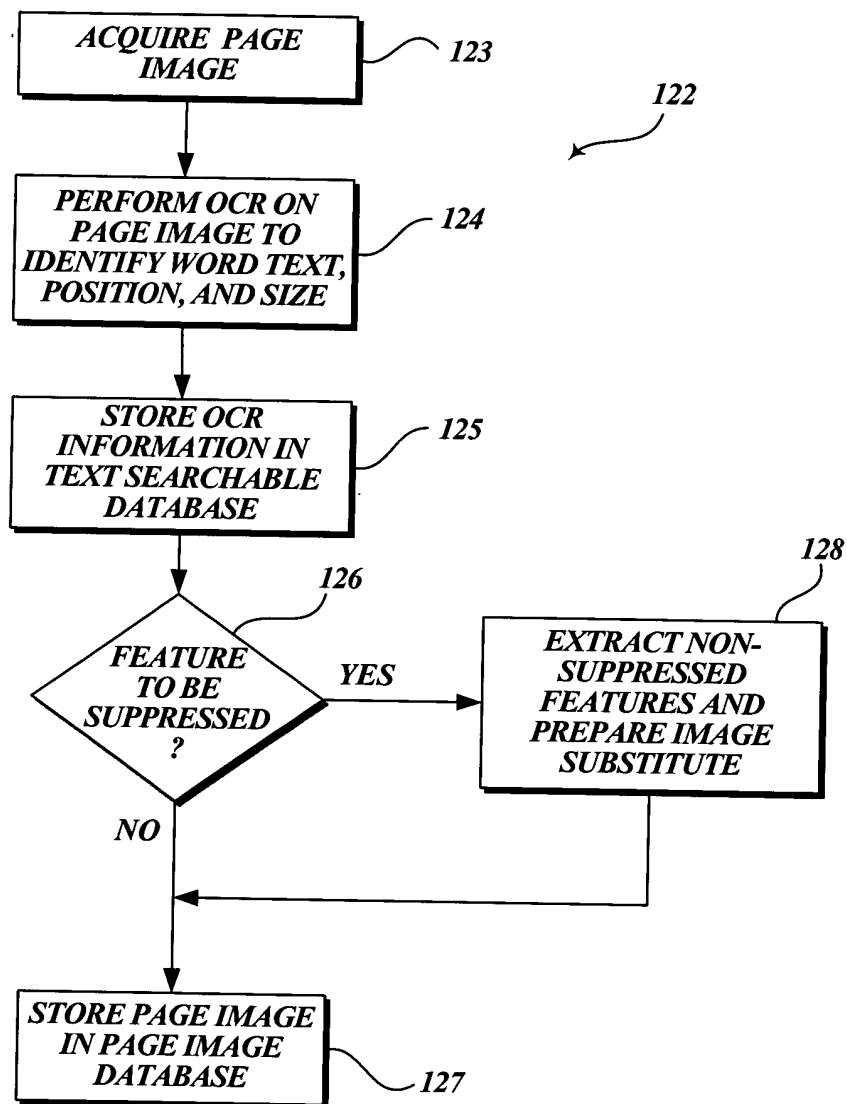 ACQUIRE PAGE
IMAGE
123
122
PERFORM OCR ON
PAGE IMAGE TO
IDENTIFY WORD TEXT,
POSITION, AND SIZE
124
STORE OCR
INFORMATION IN
TEXT SEARCHABLE
DATABASE
125
126
FEATURE
TO BE
SUPPRESSED
?
YES
128
EXTRACT NON-
SUPPRESSED
FEATURES AND
PREPARE IMAGE
SUBSTITUTE
NO
STORE PAGE IMAGE
IN PAGE IMAGE
DATABASE
127